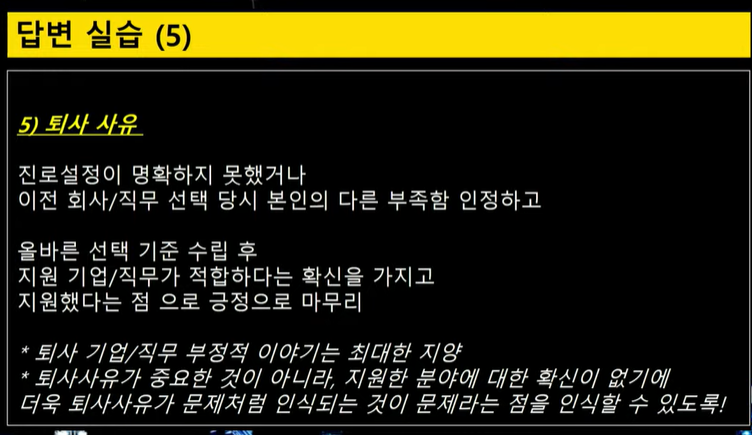 답변 실습 (5)
5) 퇴사 사유
진로설정이 명확하지 못했거나
이전 회사/직무 선택 당시 본인의 다른 부족함 인정하고
올바른 선택 기준 수립 후
지원 기업/직무가 적합하다는 확신을 가지고
지원했다는 점 으로 긍정으로 마무리
* 퇴사 기업/직무 부정적 이야기는 최대한 지양
* 퇴사사유가 중요한 것이 아니라, 지원한 분야에 대한 확신이 없기에
더욱 퇴사사유가 문제처럼 인식되는 것이 문제라는 점을 인식할 수 있도록!